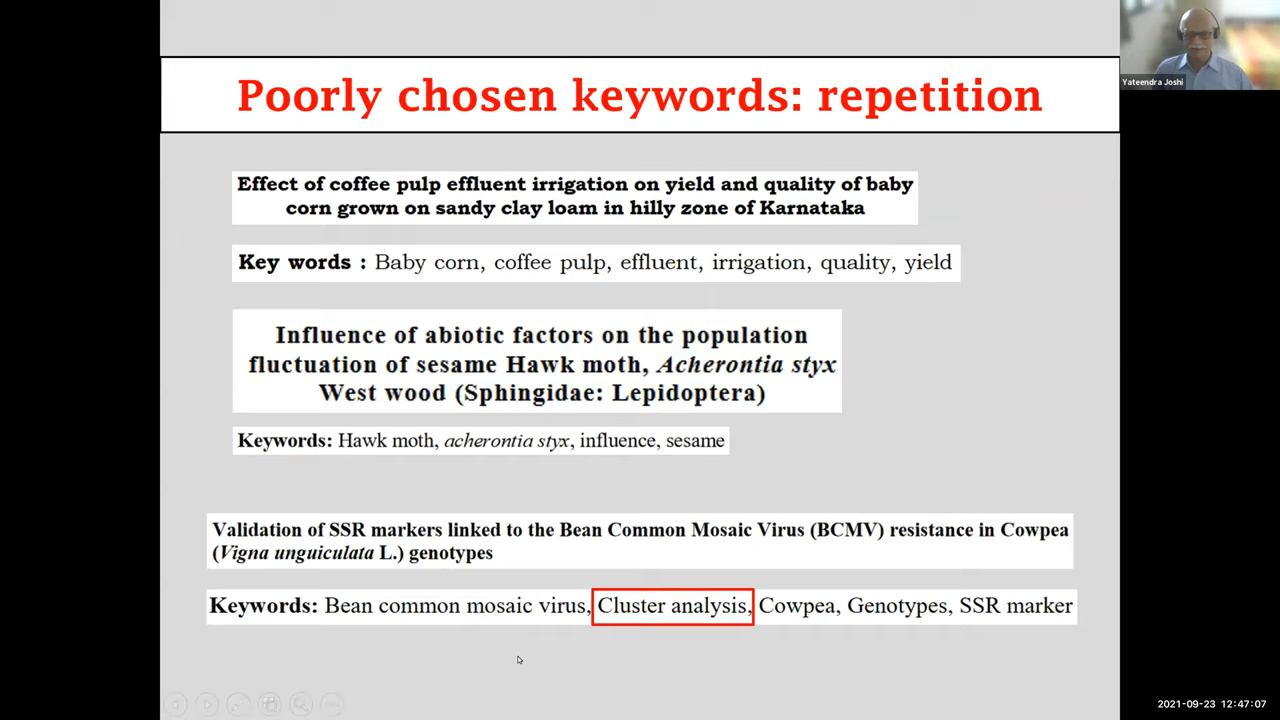 Poorly chosen keywords: repetition
Yateendra Joshi
Effect of coffee pulp effluent irrigation on yield and quality of baby
corn grown on sandy clay loam in hilly zone of Karnataka
Key words : Baby corn, coffee pulp, effluent, irrigation, quality, yield
Influence of abiotic factors on the population
fluctuation of sesame Hawk moth, Acherontia styx
West wood (Sphingidae: Lepidoptera)
Keywords: Hawk moth, acherontia styx, influence, sesame
Validation of SSR markers linked to the Bean Common Mosaic Virus (BCMV) resistance in Cowpea
(Vigna unguiculata L.) genotypes
Keywords: Bean common mosaic virus, Cluster analysis, Cowpea, Genotypes, SSR marker
2021-09-23 12:47:07